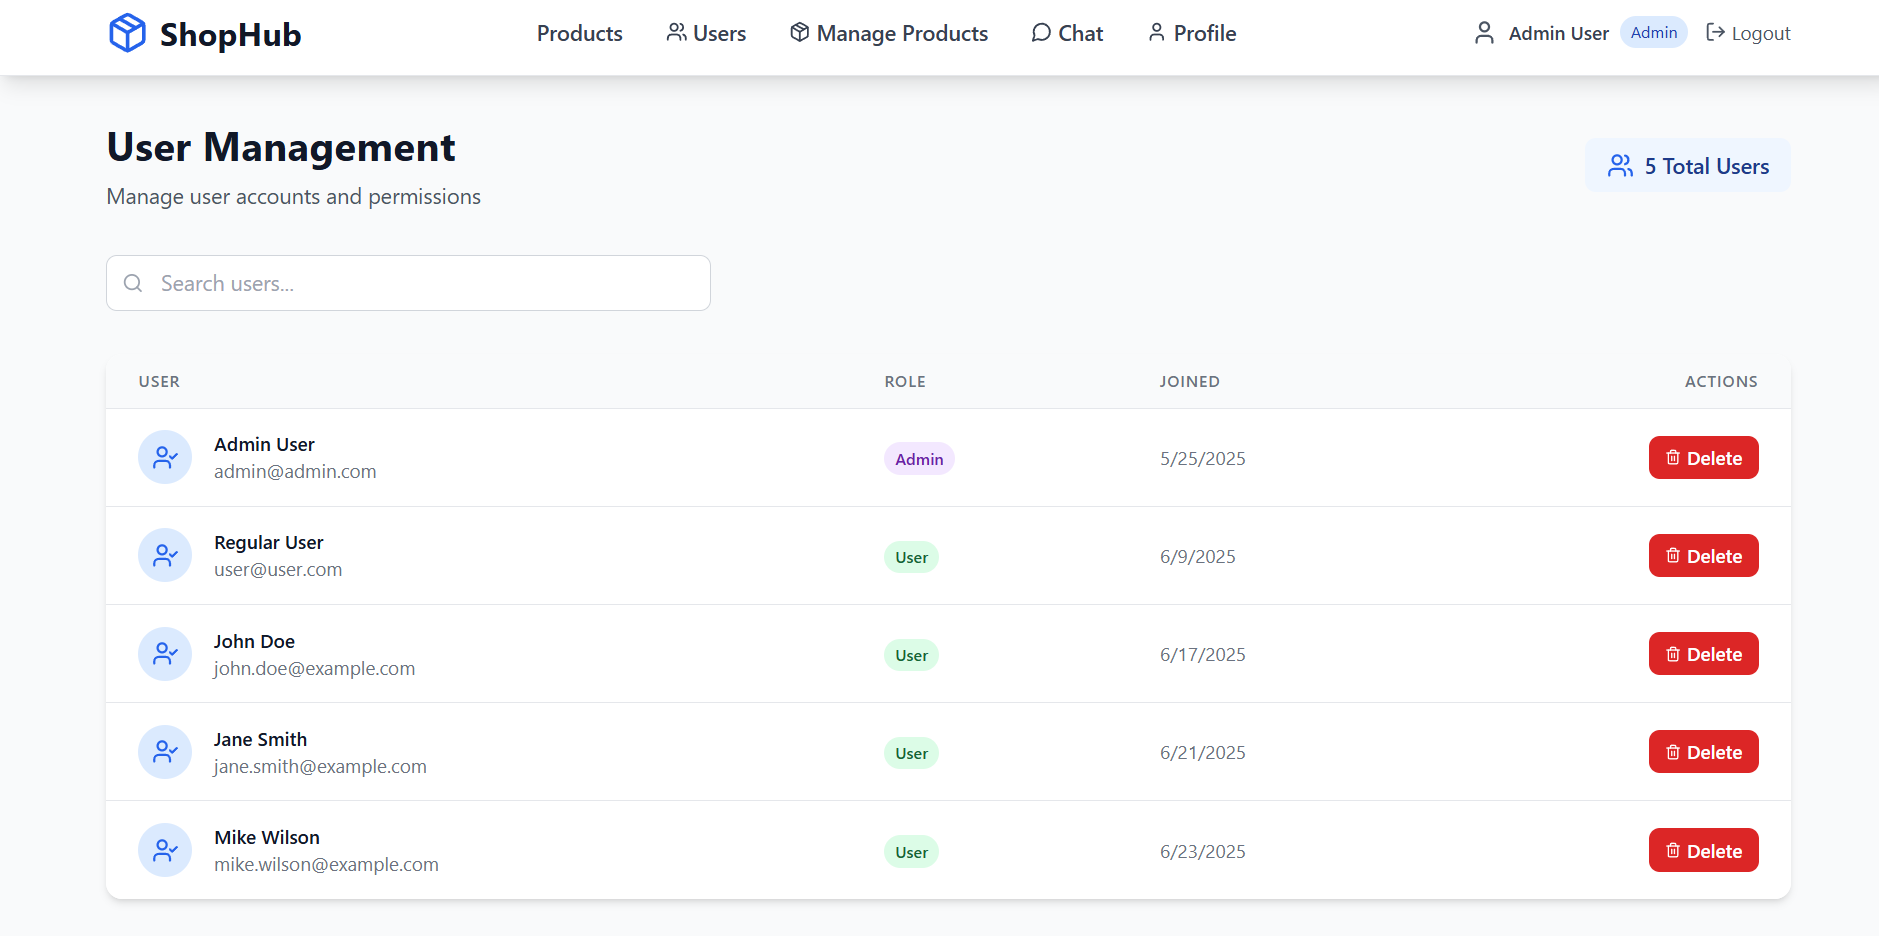 ShopHub
Products Users Manage Products Chat Profile
Admin User Admin Logout
User Management
Manage user accounts and permissions
5 Total Users
Search users...
USER ROLE JOINED ACTIONS
Admin User
admin@admin.com
Admin
5/25/2025
Delete
Regular User
user@user.com
User
6/9/2025
Delete
John Doe
john.doe@example.com
User
6/17/2025
Delete
Jane Smith
jane.smith@example.com
User
6/21/2025
Delete
Mike Wilson
mike.wilson@example.com
User
6/23/2025
Delete